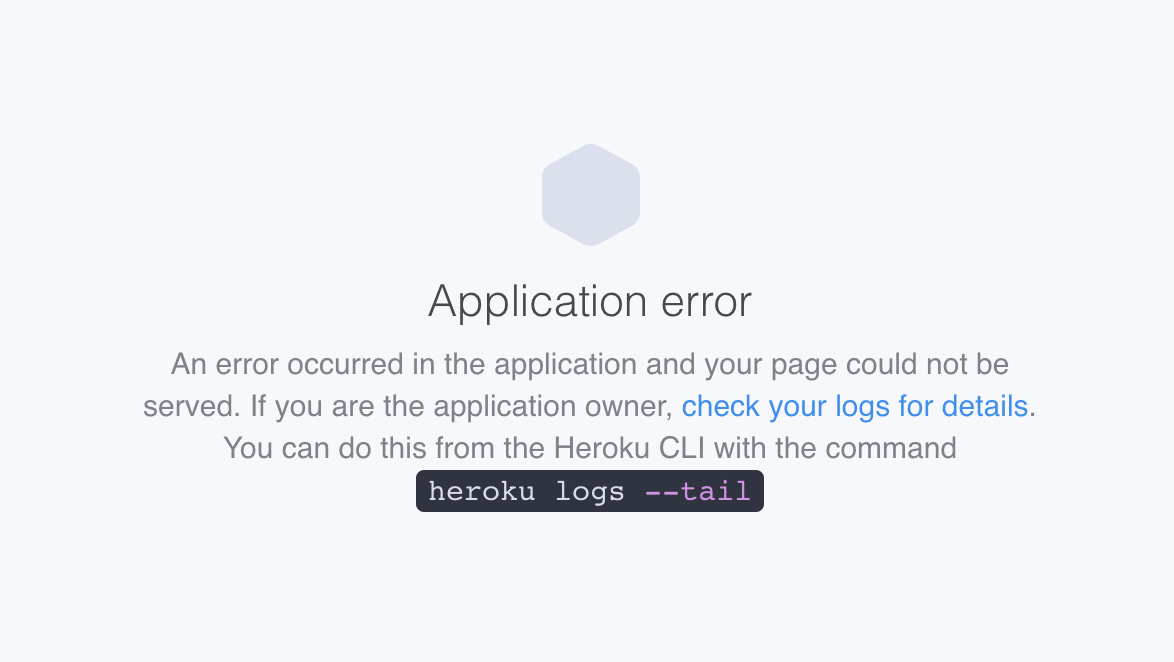 Application error
An error occurred in the application and your page could not be
served. If you are the application owner, check your logs for details.
You can do this from the Heroku CLI with the command
heroku logs --tail